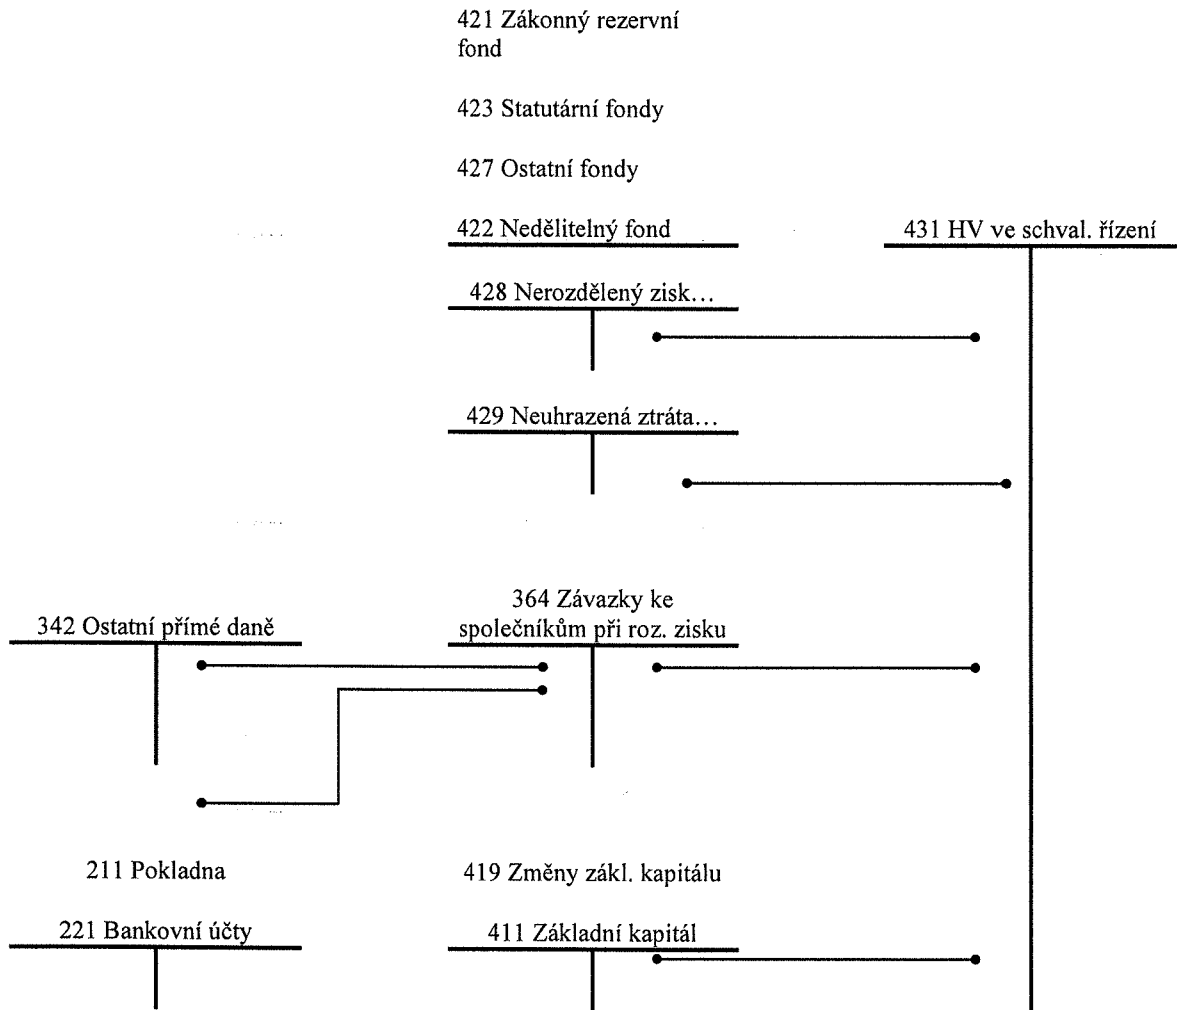 421 Zákonný rezervní
fond
423 Statutární fondy
427 Ostatní fondy
422 Nedělitelný fond
431 HV ve schval. řízení
428 Nerozdělený zisk…
429 Neuhrazená ztráta…
364 Závazky ke
společníkům při roz. zisku
342 Ostatní přímé daně
211 Pokladna
419 Změny zákl. kapitálu
221 Bankovní účty
411 Základní kapitál